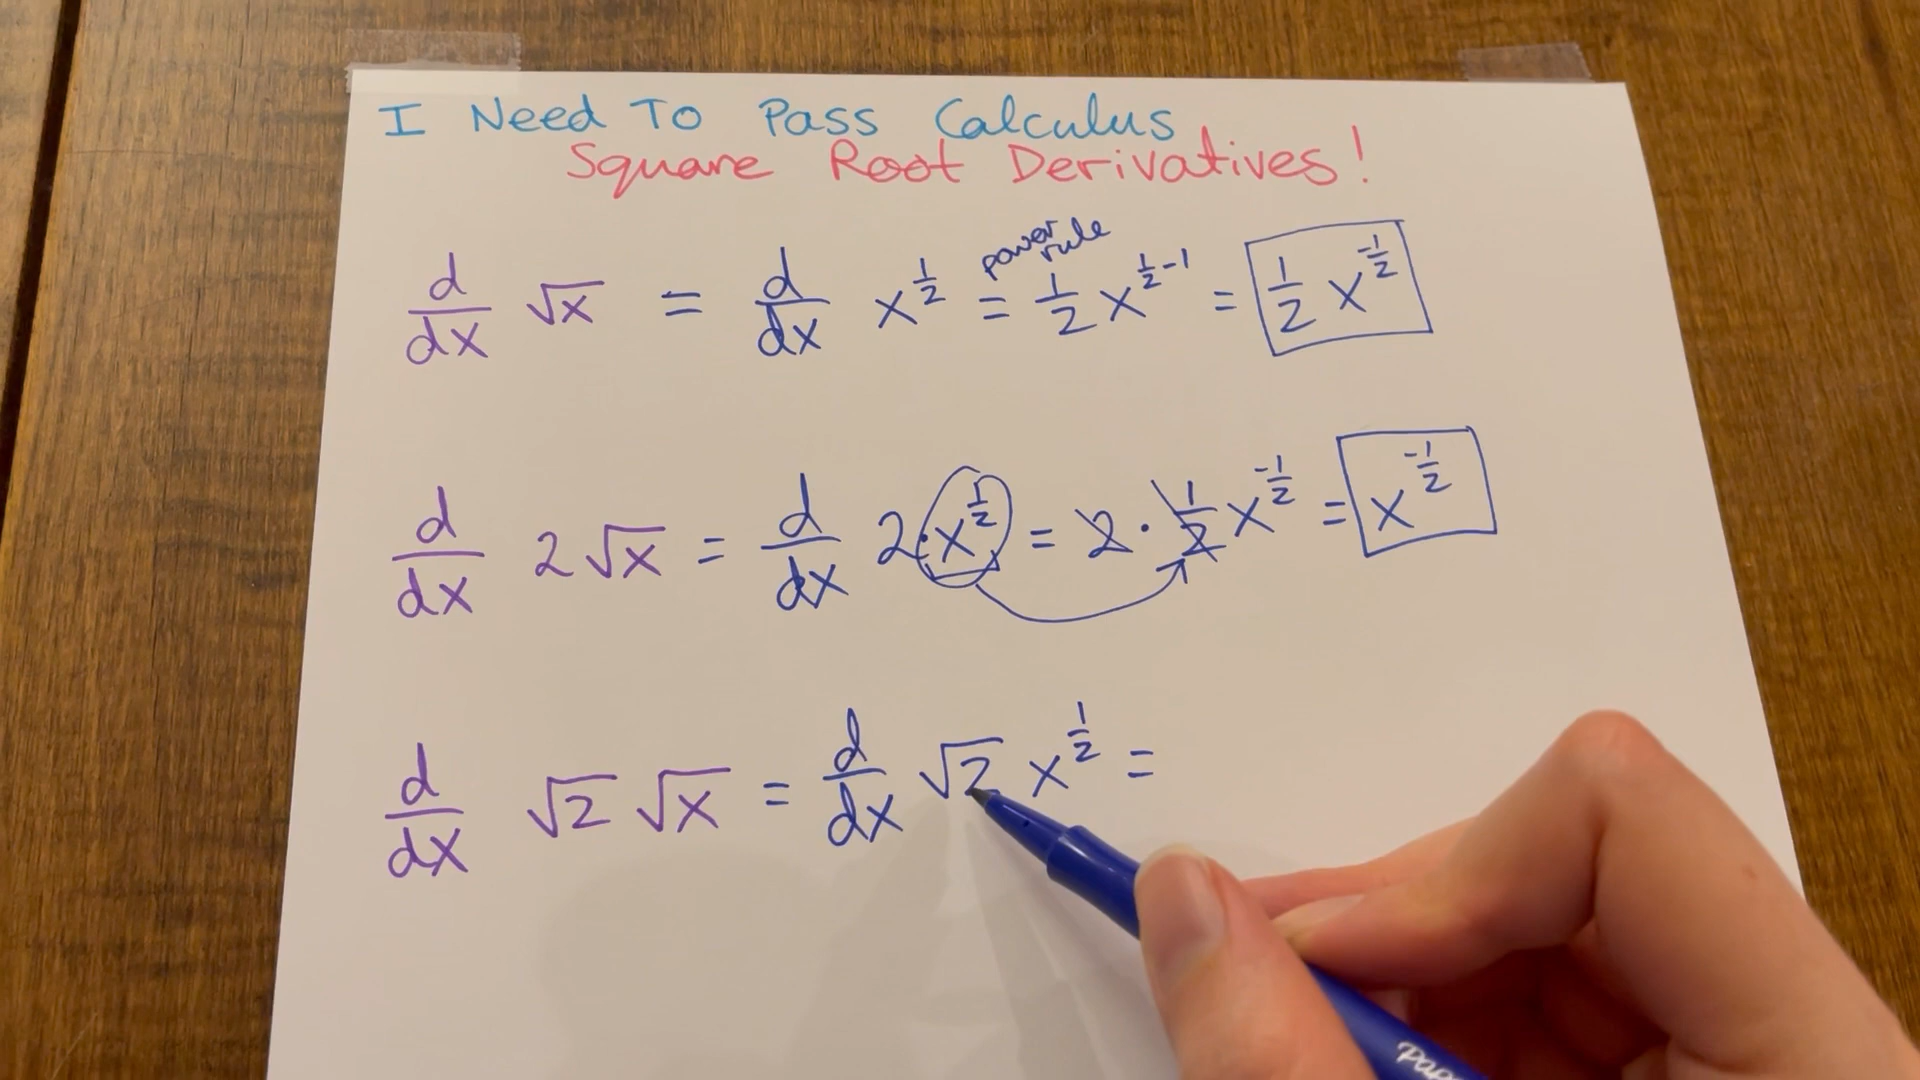 I Need To Pass Calculus
Square Root Derivatives!
power rule
d/dx √x = d/dx x^(1/2) = 1/2 x^(1/2 - 1) = 1/2 x^(-1/2)
d/dx 2√x = d/dx 2·x^(1/2) = 2 · 1/2 x^(-1/2) = x^(-1/2)
d/dx √2 √x = d/dx √2 x^(1/2) =